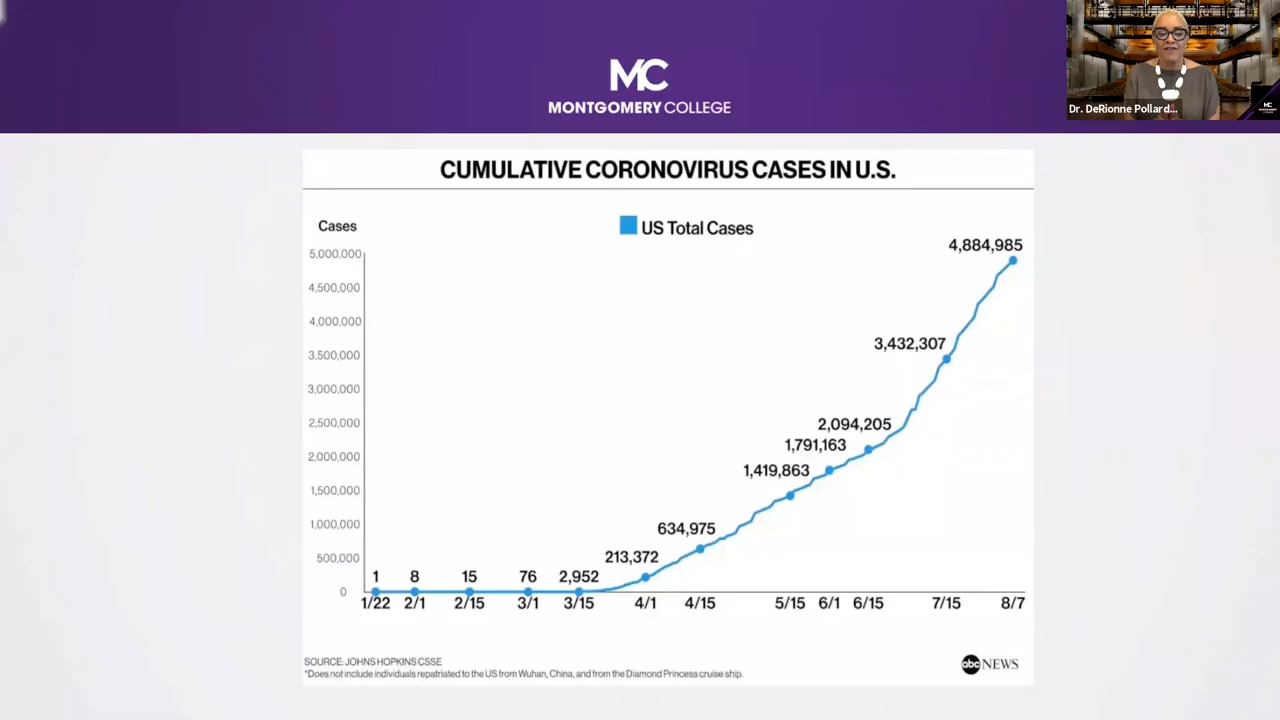 MC
MONTGOMERY COLLEGE
Dr. DeRionne Pollard...
CUMULATIVE CORONOVIRUS CASES IN U.S.
Cases
US Total Cases
5,000,000
4,500,000
4,000,000
3,500,000
3,000,000
2,500,000
2,000,000
1,500,000
1,000,000
500,000
0
1
8
15
76
2,952
213,372
634,975
1,419,863
1,791,163
2,094,205
3,432,307
4,884,985
1/22 2/1 2/15 3/1 3/15 4/1 4/15 5/15 6/1 6/15 7/15 8/7
SOURCE: JOHNS HOPKINS CSSE
*Does not include individuals repatriated to the US from Wuhan, China, and from the Diamond Princess cruise ship.
abc NEWS
MC